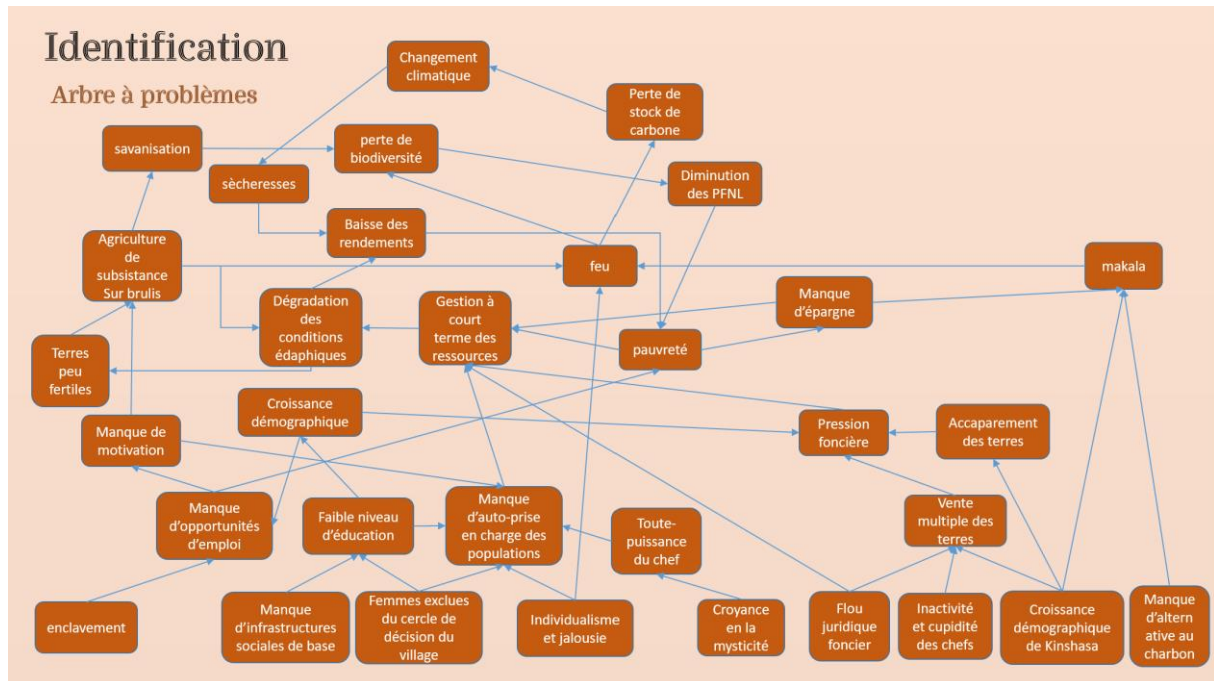 Identification
Arbre à problèmes
Changement
climatique
Perte de
stock de
carbone
savanisation
perte de
biodiversité
sècheresses
Diminution
des PFNL
Baisse des
rendements
Agriculture
de
subsistance
Sur brulis
feu
makala
Dégradation
des
conditions
édaphiques
Gestion à
court
terme des
ressources
Manque
d'épargne
pauvreté
Terres
peu
fertiles
Croissance
démographique
Manque de
motivation
Pression
foncière
Accaparement
des terres
Manque
d'opportunités
d'emploi
Faible niveau
d'éducation
Manque
d'auto-prise
en charge des
populations
Toute-
puissance
du chef
Vente
multiple des
terres
enclavement
Manque
d'infrastructures
sociales de base
Femmes exclues
du cercle de
décision du
village
Individualisme
et jalousie
Croyance
en la
mysticité
Flou
juridique
foncier
Inactivité
et cupidité
des chefs
Croissance
démographique
de Kinshasa
Manque
d'altern
ative au
charbon